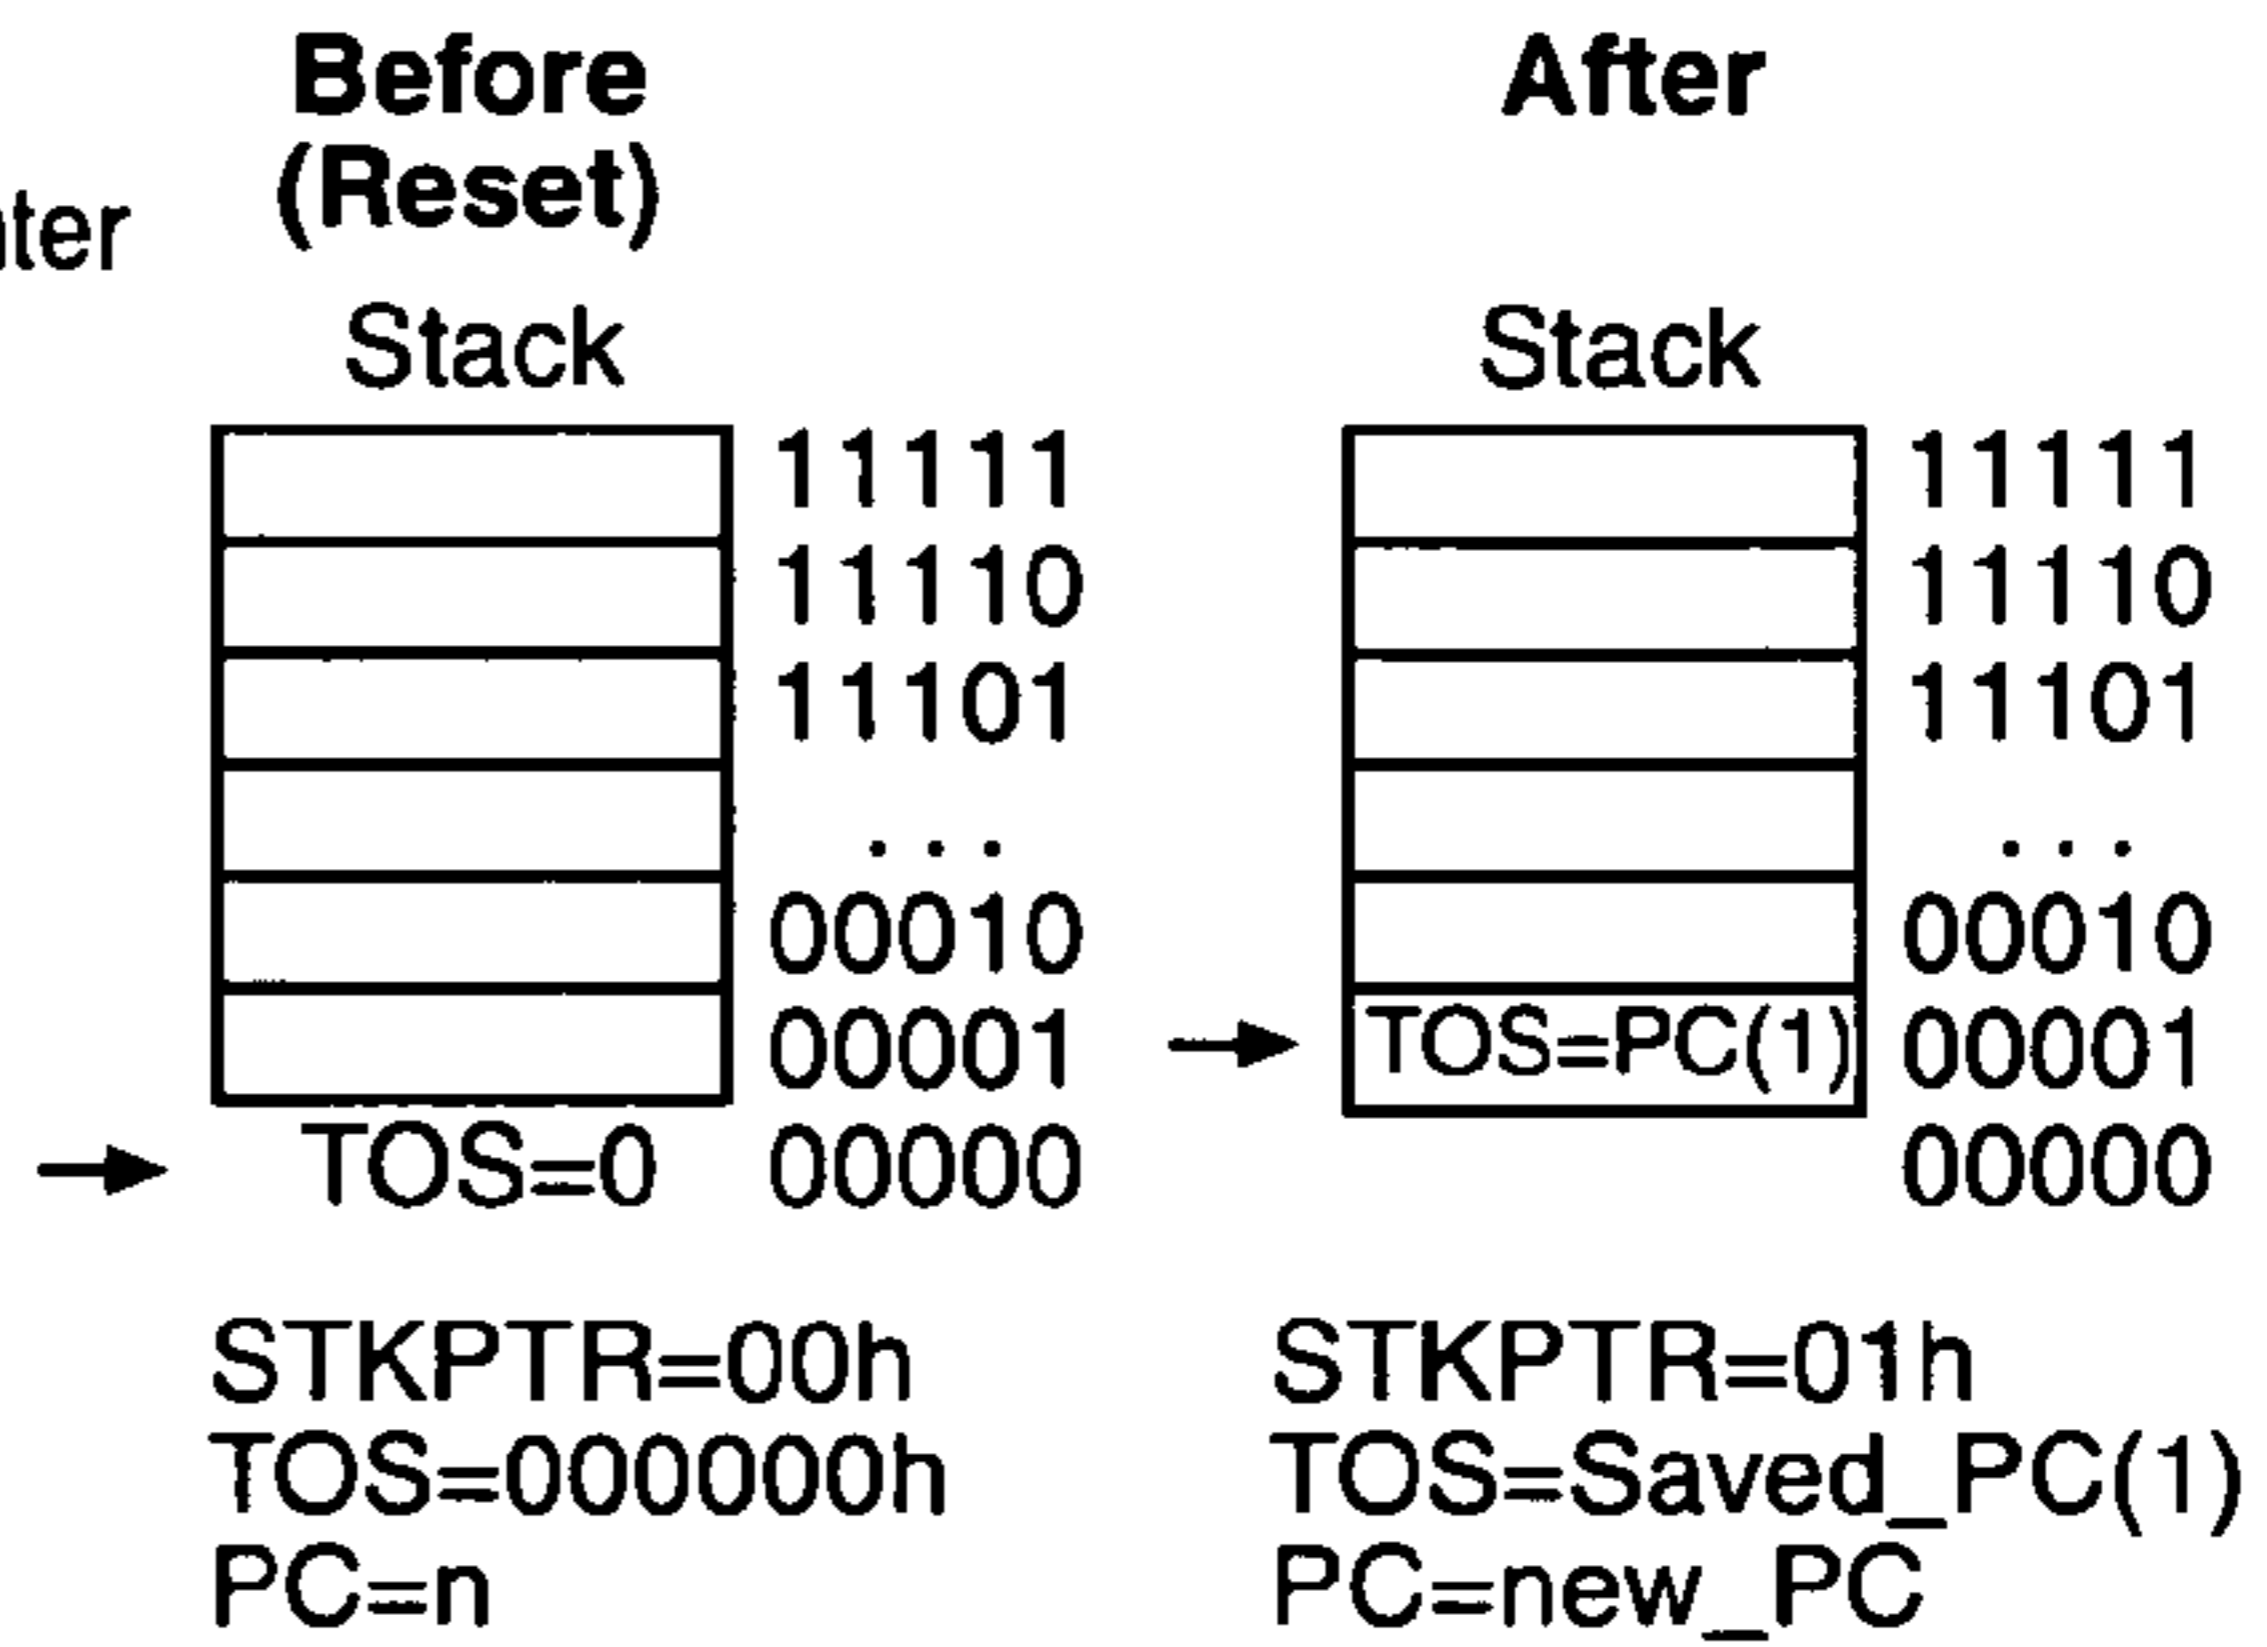 Before
(Reset)
Stack
11111
11110
11101
. . .
00010
00001
TOS=0 00000
STKPTR=00h
TOS=000000h
PC=n
After
Stack
11111
11110
11101
. . .
00010
TOS=PC(1) 00001
00000
STKPTR=01h
TOS=Saved_PC(1)
PC=new_PC